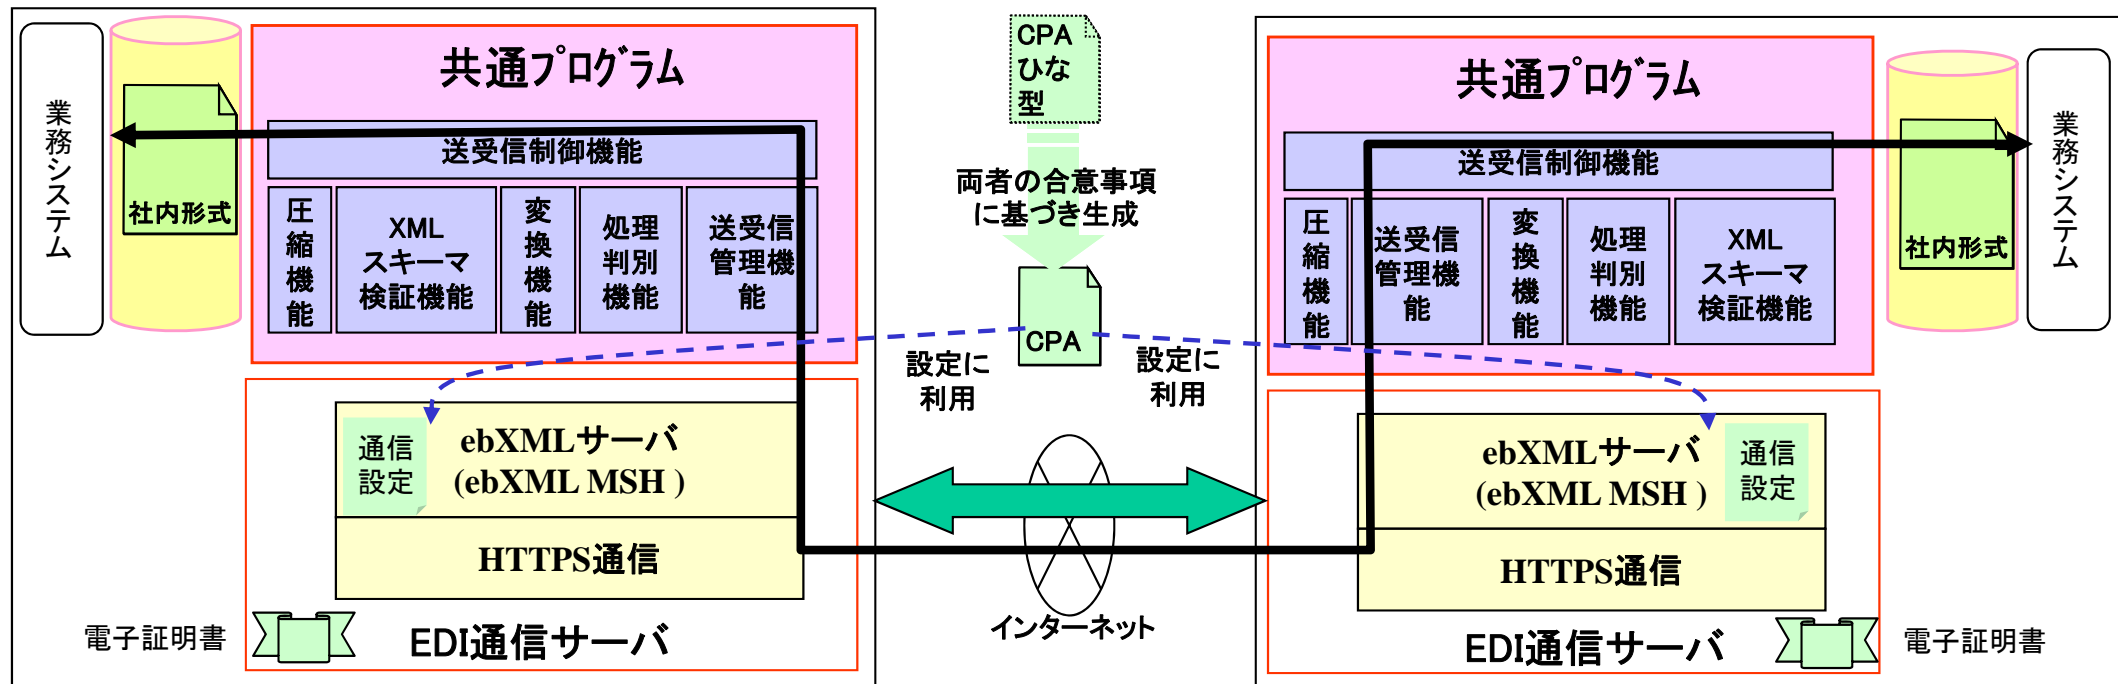 業務システム
社内形式
共通プログラム
送受信制御機能
圧縮機能
XML
スキーマ
検証機能
変換機能
処理
判別
機能
送受信
管理機
能
通信
設定
ebXMLサーバ
(ebXML MSH )
HTTPS通信
電子証明書
EDI通信サーバ
CPA
ひな
型
両者の合意事項
に基づき生成
CPA
設定に
利用
設定に
利用
インターネット
共通プログラム
送受信制御機能
圧縮機能
送受信
管理機
能
変換機能
処理
判別
機能
XML
スキーマ
検証機能
社内形式
業務システム
ebXMLサーバ
(ebXML MSH )
通信
設定
HTTPS通信
EDI通信サーバ
電子証明書